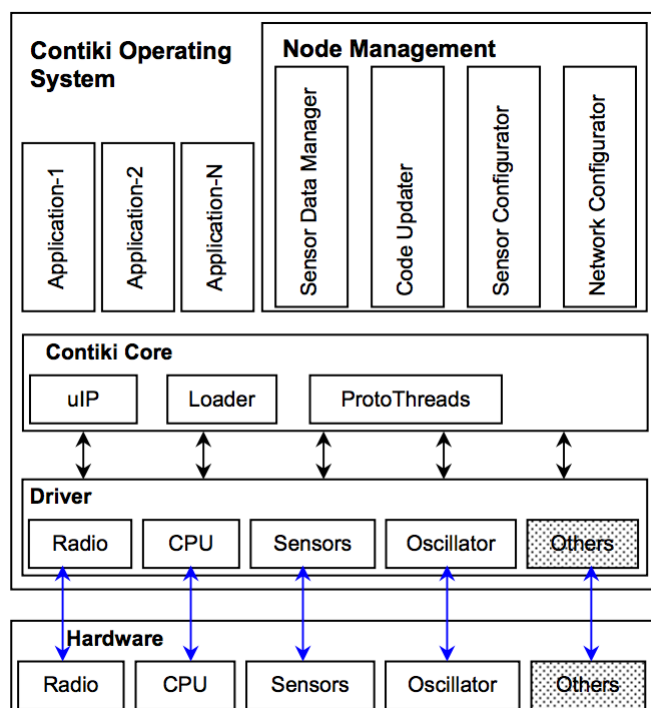 Contiki Operating
System
Node Management
Application-1
Application-2
Application-N
Sensor Data Manager
Code Updater
Sensor Configurator
Network Configurator
Contiki Core
uIP
Loader
ProtoThreads
Driver
Radio
CPU
Sensors
Oscillator
Others
Hardware
Radio
CPU
Sensors
Oscillator
Others